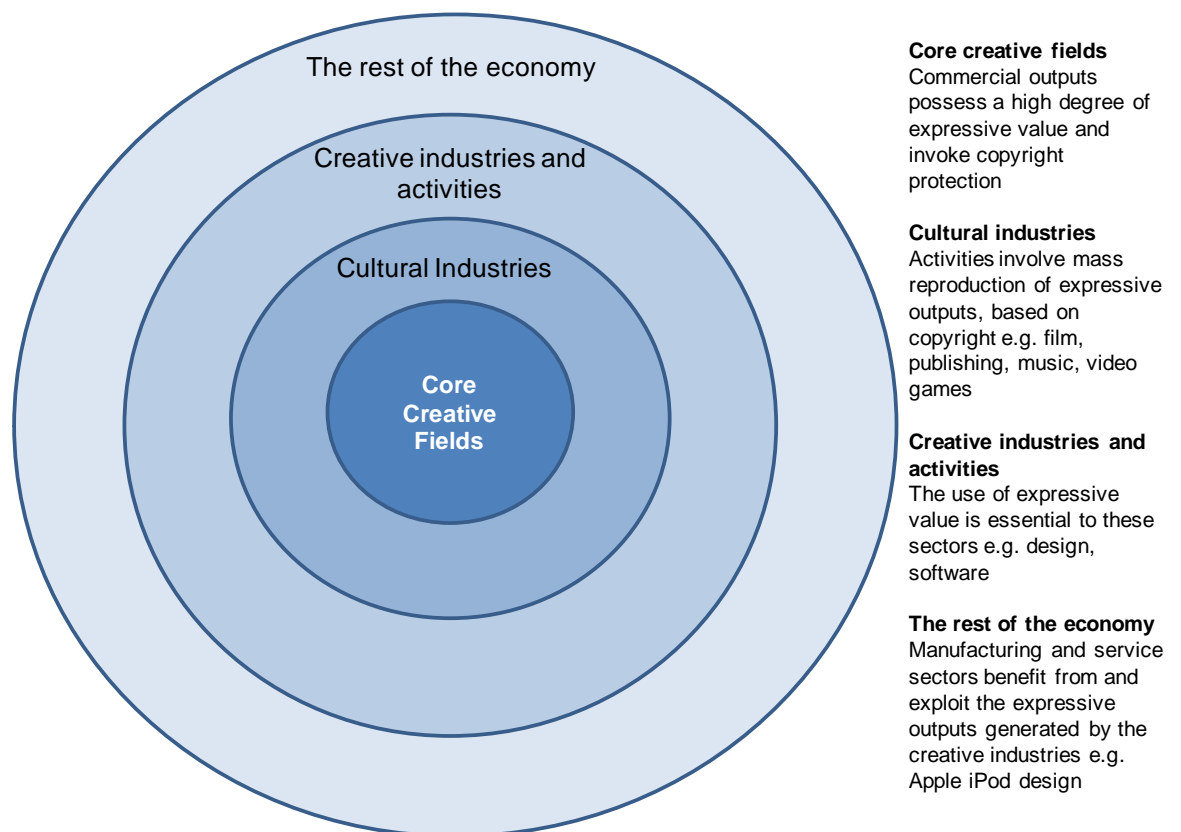 The rest of the economy
Creative industries and
activities
Cultural Industries
Core
Creative
Fields
Core creative fields
Commercial outputs
possess a high degree of
expressive value and
invoke copyright
protection
Cultural industries
Activities involve mass
reproduction of expressive
outputs, based on
copyright e.g. film,
publishing, music, video
games
Creative industries and
activities
The use of expressive
value is essential to these
sectors e.g. design,
software
The rest of the economy
Manufacturing and service
sectors benefit from and
exploit the expressive
outputs generated by the
creative industries e.g.
Apple iPod design